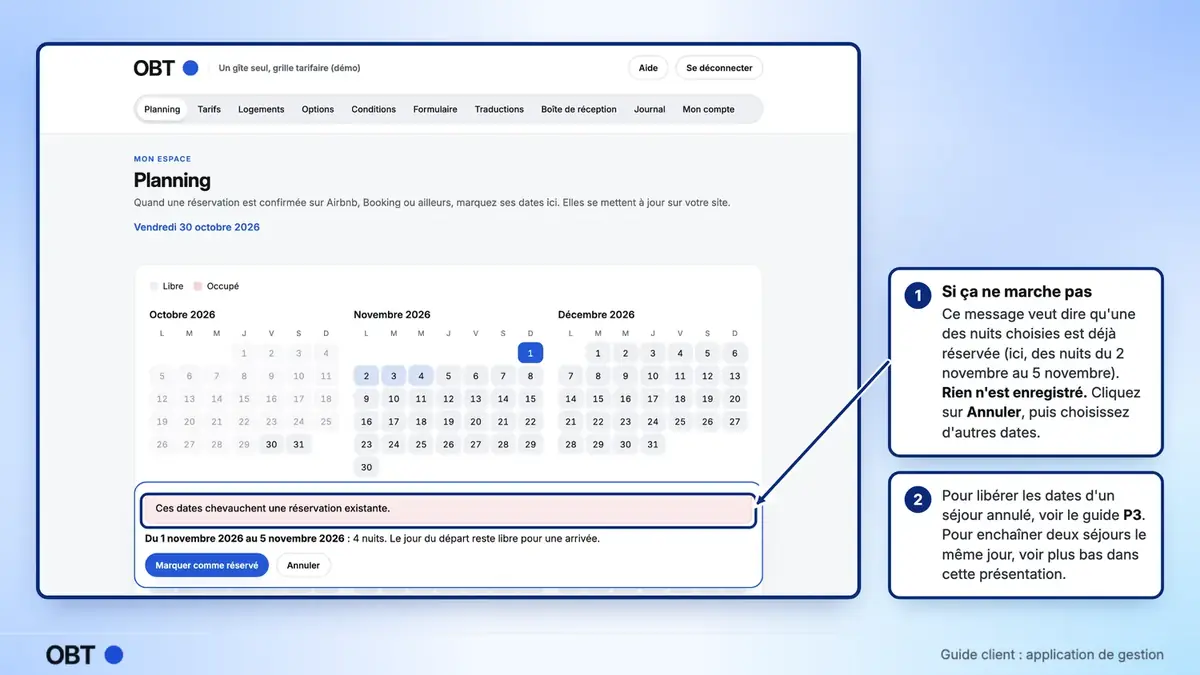 OBT
Un gîte seul, grille tarifaire (démo)
Aide
Se déconnecter
Planning
Tarifs
Logements
Options
Conditions
Formulaire
Traductions
Boîte de réception
Journal
Mon compte
MON ESPACE
Planning
Quand une réservation est confirmée sur Airbnb, Booking ou ailleurs, marquez ses dates ici. Elles se mettent à jour sur votre site.
Vendredi 30 octobre 2026
Libre
Occupé
Octobre 2026
L M M J V S D
1 2 3 4
5 6 7 8 9 10 11
12 13 14 15 16 17 18
19 20 21 22 23 24 25
26 27 28 29 30 31
Novembre 2026
L M M J V S D
1
2 3 4 5 6 7 8
9 10 11 12 13 14 15
16 17 18 19 20 21 22
23 24 25 26 27 28 29
30
Décembre 2026
L M M J V S D
1 2 3 4 5 6
7 8 9 10 11 12 13
14 15 16 17 18 19 20
21 22 23 24 25 26 27
28 29 30 31
Ces dates chevauchent une réservation existante.
Du 1 novembre 2026 au 5 novembre 2026 : 4 nuits. Le jour du départ reste libre pour une arrivée.
Marquer comme réservé
Annuler
1
Si ça ne marche pas
Ce message veut dire qu'une
des nuits choisies est déjà
réservée (ici, des nuits du 2
novembre au 5 novembre).
Rien n'est enregistré. Cliquez
sur Annuler, puis choisissez
d'autres dates.
2
Pour libérer les dates d'un
séjour annulé, voir le guide P3.
Pour enchaîner deux séjours le
même jour, voir plus bas dans
cette présentation.
OBT
Guide client : application de gestion